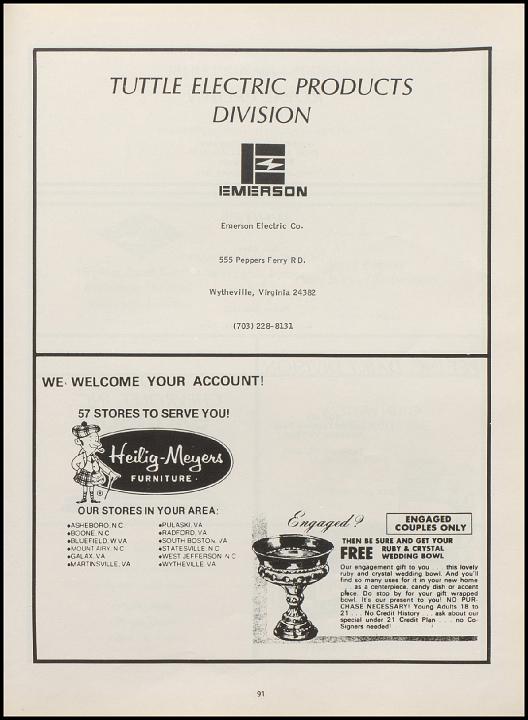 TUTTLE ELECTRIC PRODUCTS
DIVISION
EMERSON
Emerson Electric Co.
555 Peppers Ferry RD.
Wytheville, Virginia 24382
(703) 228-8131
WE WELCOME YOUR ACCOUNT!
57 STORES TO SERVE YOU!
Heilig-Meyers
FURNITURE
OUR STORES IN YOUR AREA:
ASHEBORO, N.C.
BOONE, N.C.
BLUEFIELD, W.VA
MOUNT AIRY, N.C.
GALAX, VA
MARTINSVILLE, VA
PULASKI, VA
RADFORD, VA
SOUTH BOSTON, VA
STATESVILLE, N.C.
WEST JEFFERSON, N.C.
WYTHEVILLE, VA
Engaged?
ENGAGED
COUPLES ONLY
THEN BE SURE AND GET YOUR
FREE RUBY & CRYSTAL
WEDDING BOWL
Our engagement gift to you . . . this lovely
ruby and crystal wedding bowl. And you'll
find so many uses for it in your new home
. . . as a centerpiece, candy dish or accent
piece. Do stop by for your gift wrapped
bowl. It's our present to you! NO PUR-
CHASE NECESSARY! Young Adults 18 to
21 . . . No Credit History . . . ask about our
special under 21 Credit Plan . . . no Co-
Signers needed!
91